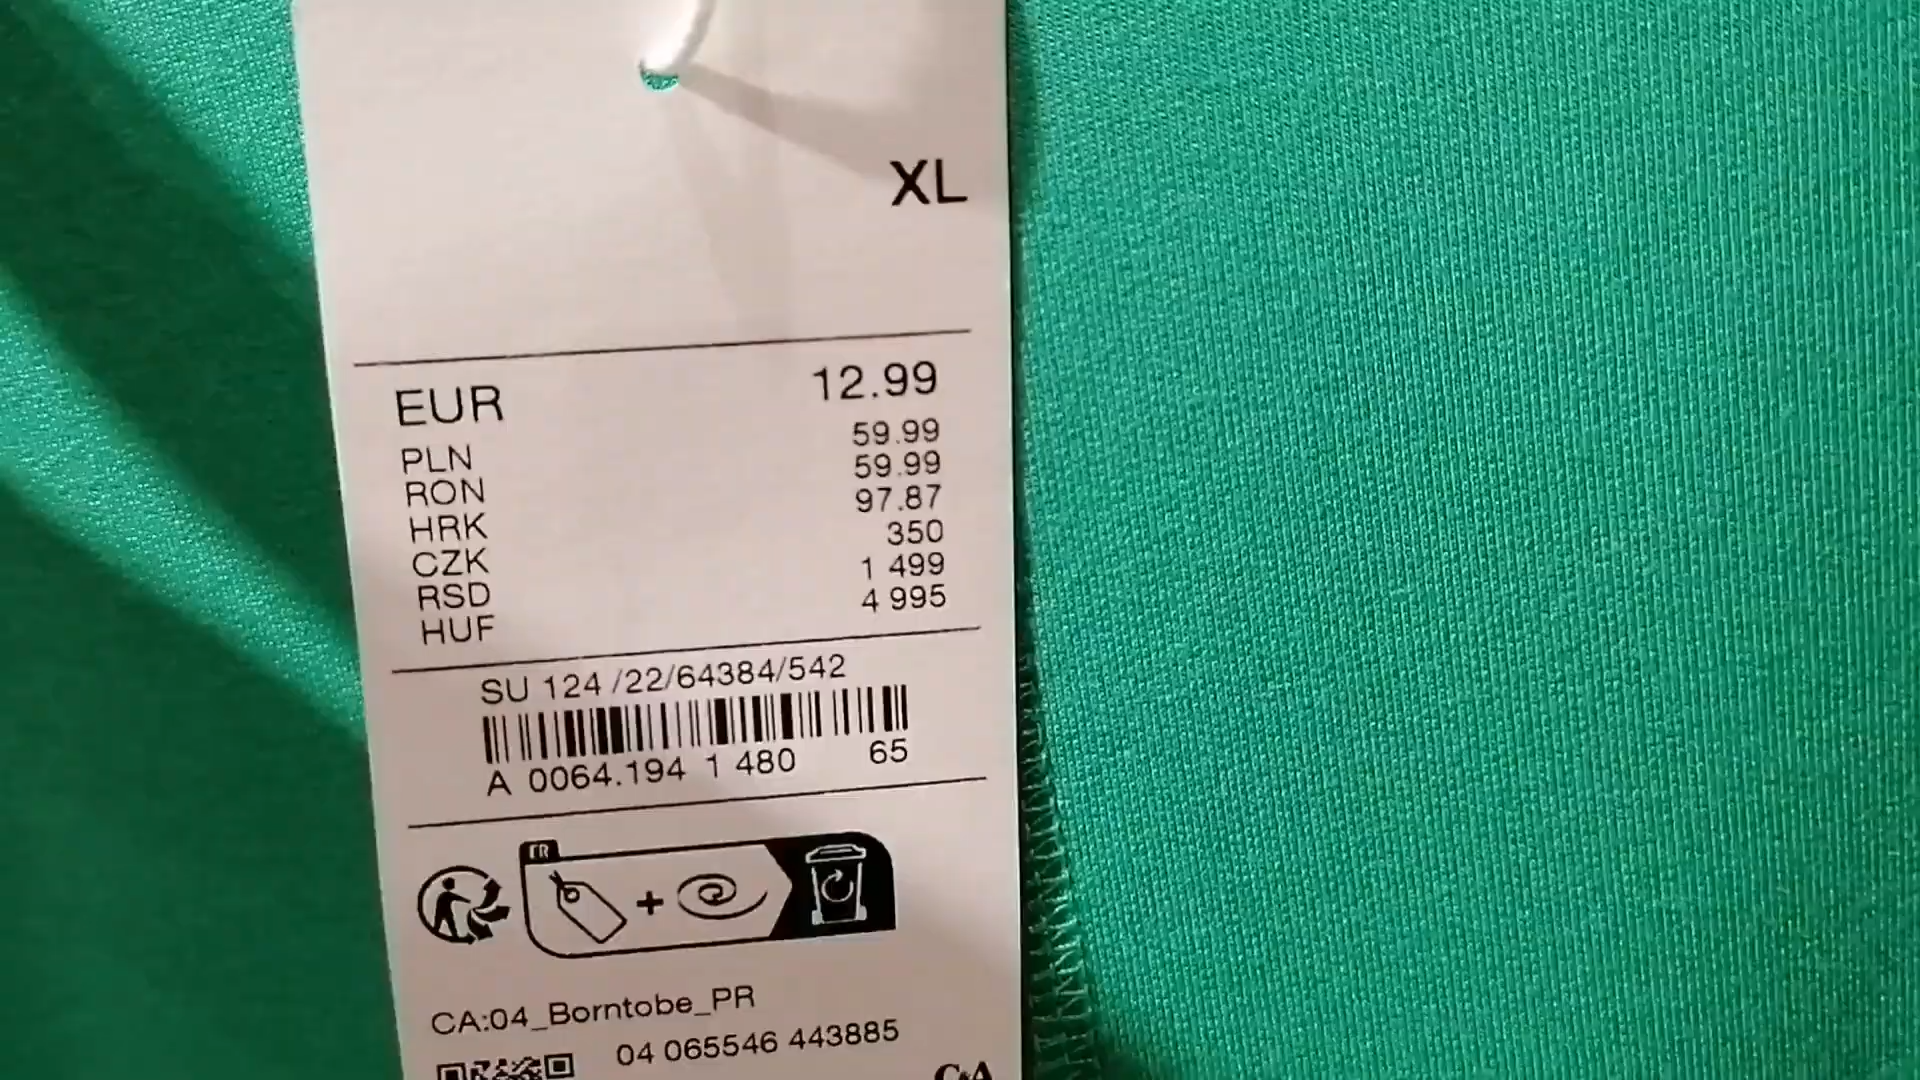 XL
EUR 12.99
PLN 59.99
RON 59.99
HRK 97.87
CZK 350
RSD 1 499
HUF 4 995
SU 124 /22/64384/542
A 0064.194 1 480 65
FR
+
CA:04_Borntobe_PR
04 065546 443885
C&A